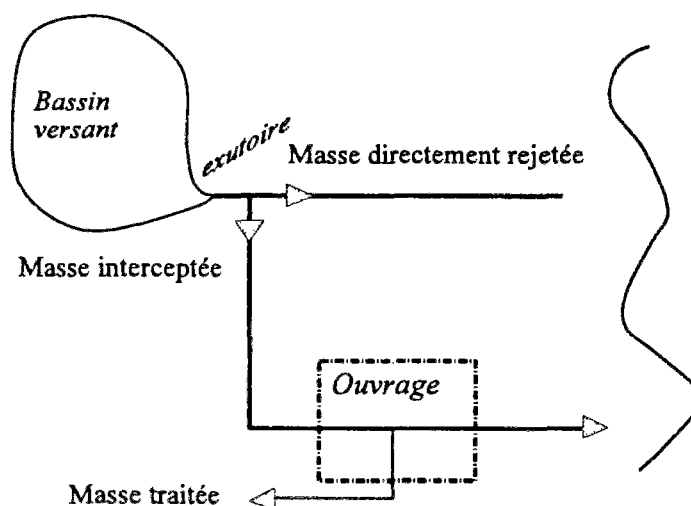 Bassin
versant
exutoire
Masse directement rejetée
Masse interceptée
Ouvrage
Masse traitée